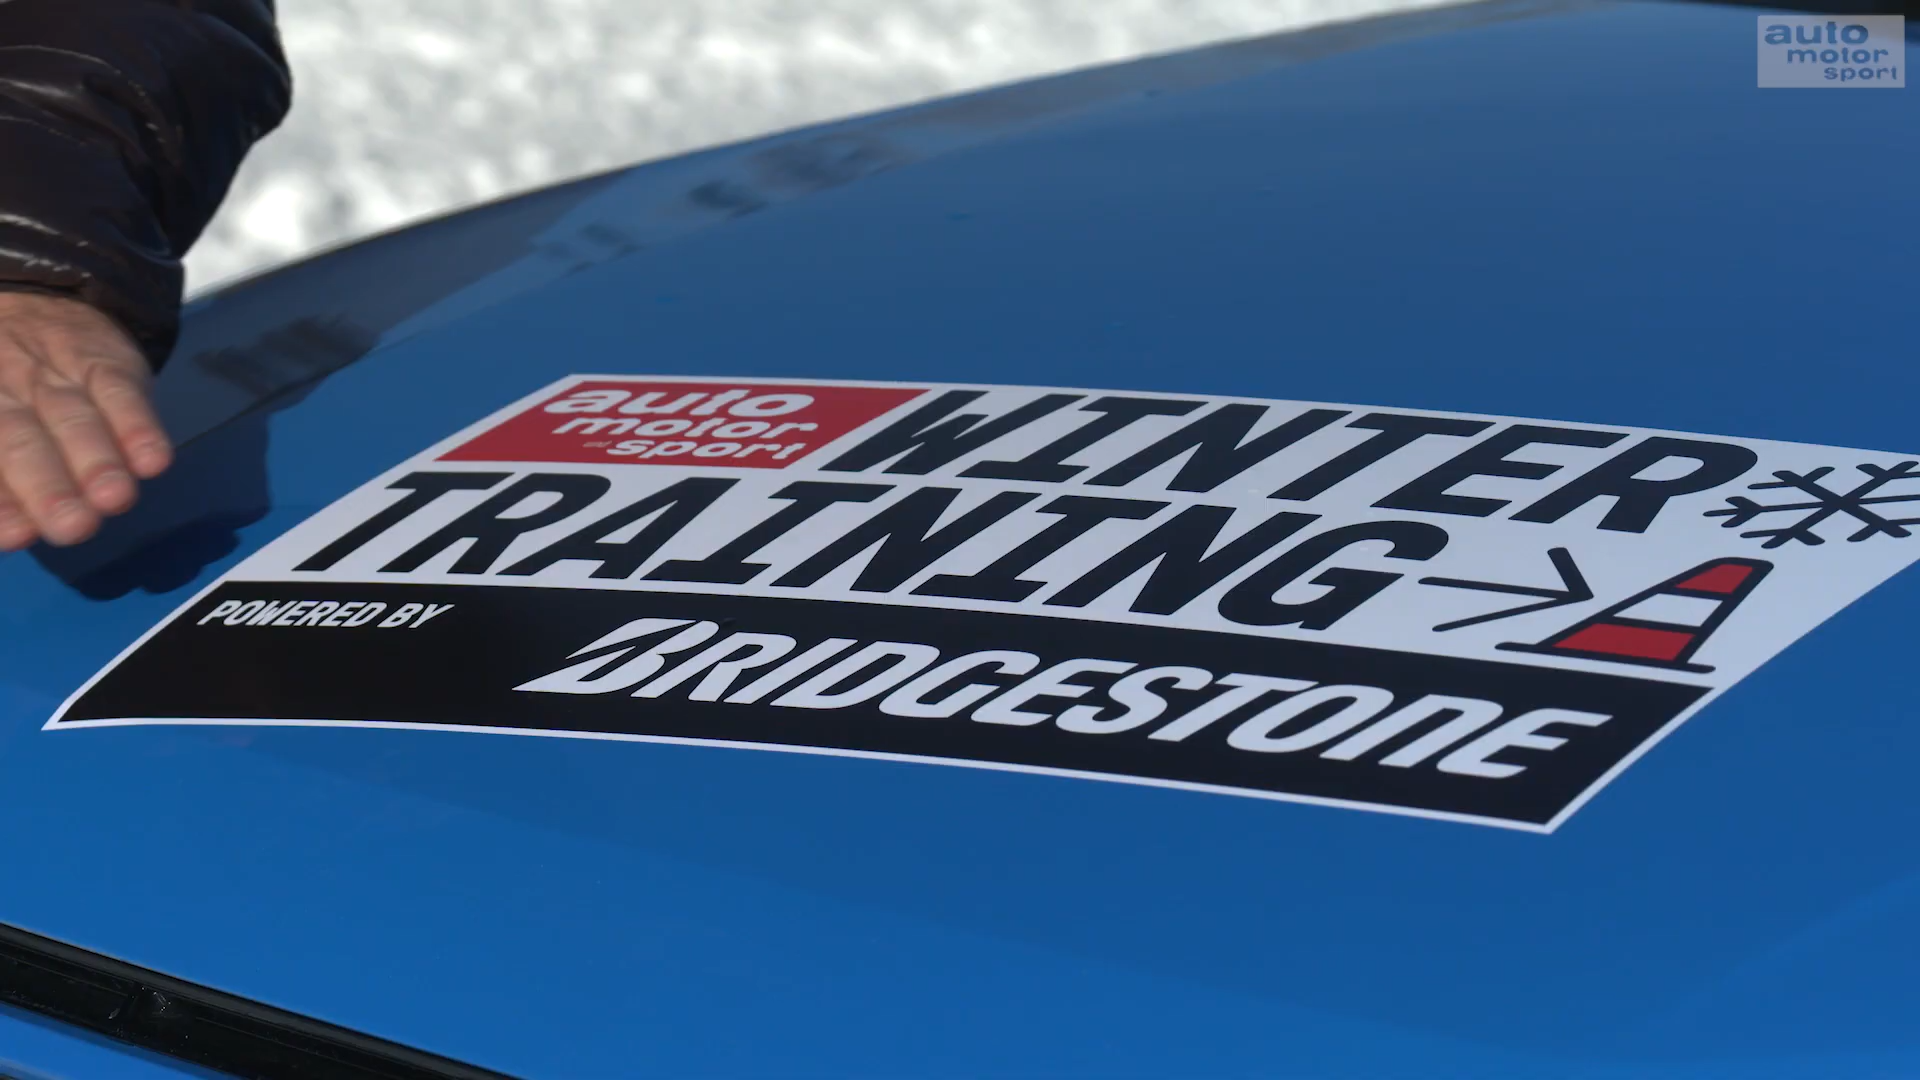 auto
motor
sport
auto
motor
und sport
WINTER
TRAINING
POWERED BY
BRIDGESTONE